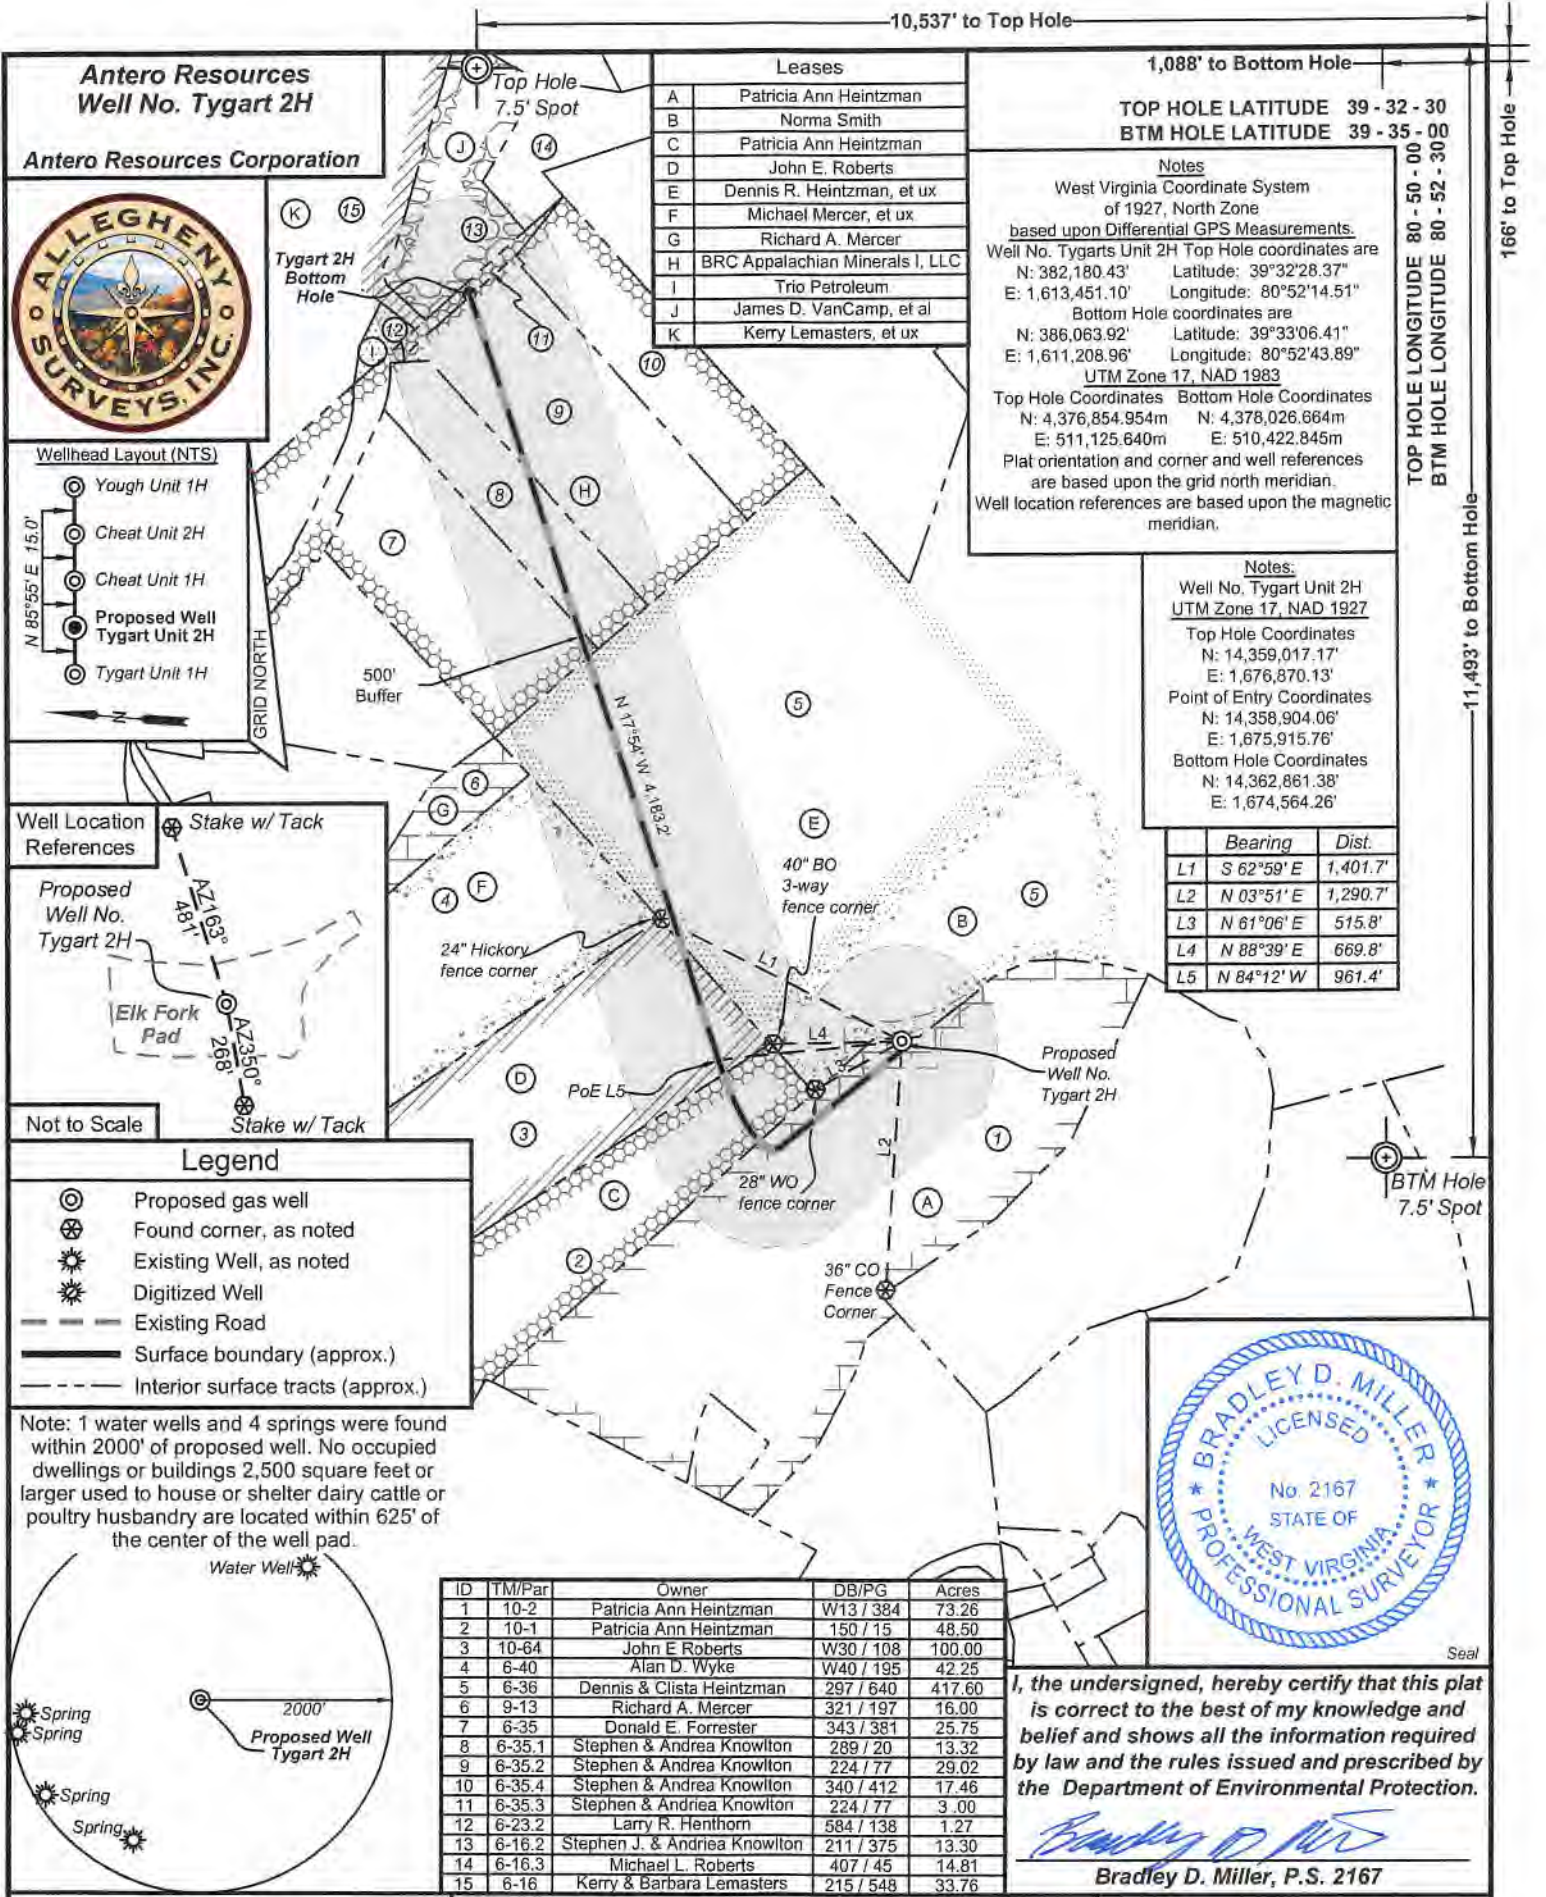 10,537' to Top Hole
Antero Resources
Well No. Tygart 2H
Antero Resources Corporation
ALLEGHENY
SURVEYS, INC.
Top Hole
7.5' Spot
Leases
A Patricia Ann Heintzman
B Norma Smith
C Patricia Ann Heintzman
D John E. Roberts
E Dennis R. Heintzman, et ux
F Michael Mercer, et ux
G Richard A. Mercer
H BRC Appalachian Minerals I, LLC
I Trio Petroleum
J James D. VanCamp, et al
K Kerry Lemasters, et ux
1,088' to Bottom Hole
TOP HOLE LATITUDE 39 - 32 - 30
BTM HOLE LATITUDE 39 - 35 - 00
TOP HOLE LONGITUDE 80 - 50 - 00
BTM HOLE LONGITUDE 80 - 52 - 30
166' to Top Hole
11,493' to Bottom Hole
Notes
West Virginia Coordinate System
of 1927, North Zone
based upon Differential GPS Measurements.
Well No. Tygarts Unit 2H Top Hole coordinates are
N: 382,180.43' Latitude: 39°32'28.37"
E: 1,613,451.10' Longitude: 80°52'14.51"
Bottom Hole coordinates are
N: 386,063.92' Latitude: 39°33'06.41"
E: 1,611,208.96' Longitude: 80°52'43.89"
UTM Zone 17, NAD 1983
Top Hole Coordinates Bottom Hole Coordinates
N: 4,376,854.954m N: 4,378,026.664m
E: 511,125.640m E: 510,422.845m
Plat orientation and corner and well references
are based upon the grid north meridian.
Well location references are based upon the magnetic
meridian.
Notes:
Well No. Tygart Unit 2H
UTM Zone 17, NAD 1927
Top Hole Coordinates
N: 14,359,017.17'
E: 1,676,870.13'
Point of Entry Coordinates
N: 14,358,904.06'
E: 1,675,915.76'
Bottom Hole Coordinates
N: 14,362,861.38'
E: 1,674,564.26'
Bearing Dist.
L1 S 62°59' E 1,401.7'
L2 N 03°51' E 1,290.7'
L3 N 61°06' E 515.8'
L4 N 88°39' E 669.8'
L5 N 84°12' W 961.4'
J
14
K
15
13
Tygart 2H
Bottom
Hole
12
I
11
10
9
8
H
7
Wellhead Layout (NTS)
Yough Unit 1H
Cheat Unit 2H
Cheat Unit 1H
Proposed Well
Tygart Unit 2H
Tygart Unit 1H
N 85°55' E 15.0'
N
GRID NORTH
500'
Buffer
N 17°54' W 4,183.2'
5
6
G
E
4
F
40" BO
3-way
fence corner
B
5
24" Hickory
fence corner
L1
L4
L3
L2
Proposed
Well No.
Tygart 2H
PoE L5
D
3
1
C
28" WO
fence corner
A
2
36" CO
Fence
Corner
BTM Hole
7.5' Spot
Well Location
References
Stake w/ Tack
Proposed
Well No.
Tygart 2H
AZ163°
481'
Elk Fork
Pad
AZ350°
268'
Not to Scale
Stake w/ Tack
Legend
Proposed gas well
Found corner, as noted
Existing Well, as noted
Digitized Well
Existing Road
Surface boundary (approx.)
Interior surface tracts (approx.)
Note: 1 water wells and 4 springs were found
within 2000' of proposed well. No occupied
dwellings or buildings 2,500 square feet or
larger used to house or shelter dairy cattle or
poultry husbandry are located within 625' of
the center of the well pad.
Water Well
2000'
Proposed Well
Tygart 2H
Spring
Spring
Spring
Spring
ID TM/Par Owner DB/PG Acres
1 10-2 Patricia Ann Heintzman W13 / 384 73.26
2 10-1 Patricia Ann Heintzman 150 / 15 48.50
3 10-64 John E Roberts W30 / 108 100.00
4 6-40 Alan D. Wyke W40 / 195 42.25
5 6-36 Dennis & Clista Heintzman 297 / 640 417.60
6 9-13 Richard A. Mercer 321 / 197 16.00
7 6-35 Donald E. Forrester 343 / 381 25.75
8 6-35.1 Stephen & Andrea Knowlton 289 / 20 13.32
9 6-35.2 Stephen & Andrea Knowlton 224 / 77 29.02
10 6-35.4 Stephen & Andrea Knowlton 340 / 412 17.46
11 6-35.3 Stephen & Andriea Knowlton 224 / 77 3 .00
12 6-23.2 Larry R. Henthorn 584 / 138 1.27
13 6-16.2 Stephen J. & Andriea Knowlton 211 / 375 13.30
14 6-16.3 Michael L. Roberts 407 / 45 14.81
15 6-16 Kerry & Barbara Lemasters 215 / 548 33.76
BRADLEY D. MILLER
LICENSED
No. 2167
STATE OF
WEST VIRGINIA
PROFESSIONAL SURVEYOR
Seal
I, the undersigned, hereby certify that this plat
is correct to the best of my knowledge and
belief and shows all the information required
by law and the rules issued and prescribed by
the Department of Environmental Protection.
Bradley D. Miller, P.S. 2167